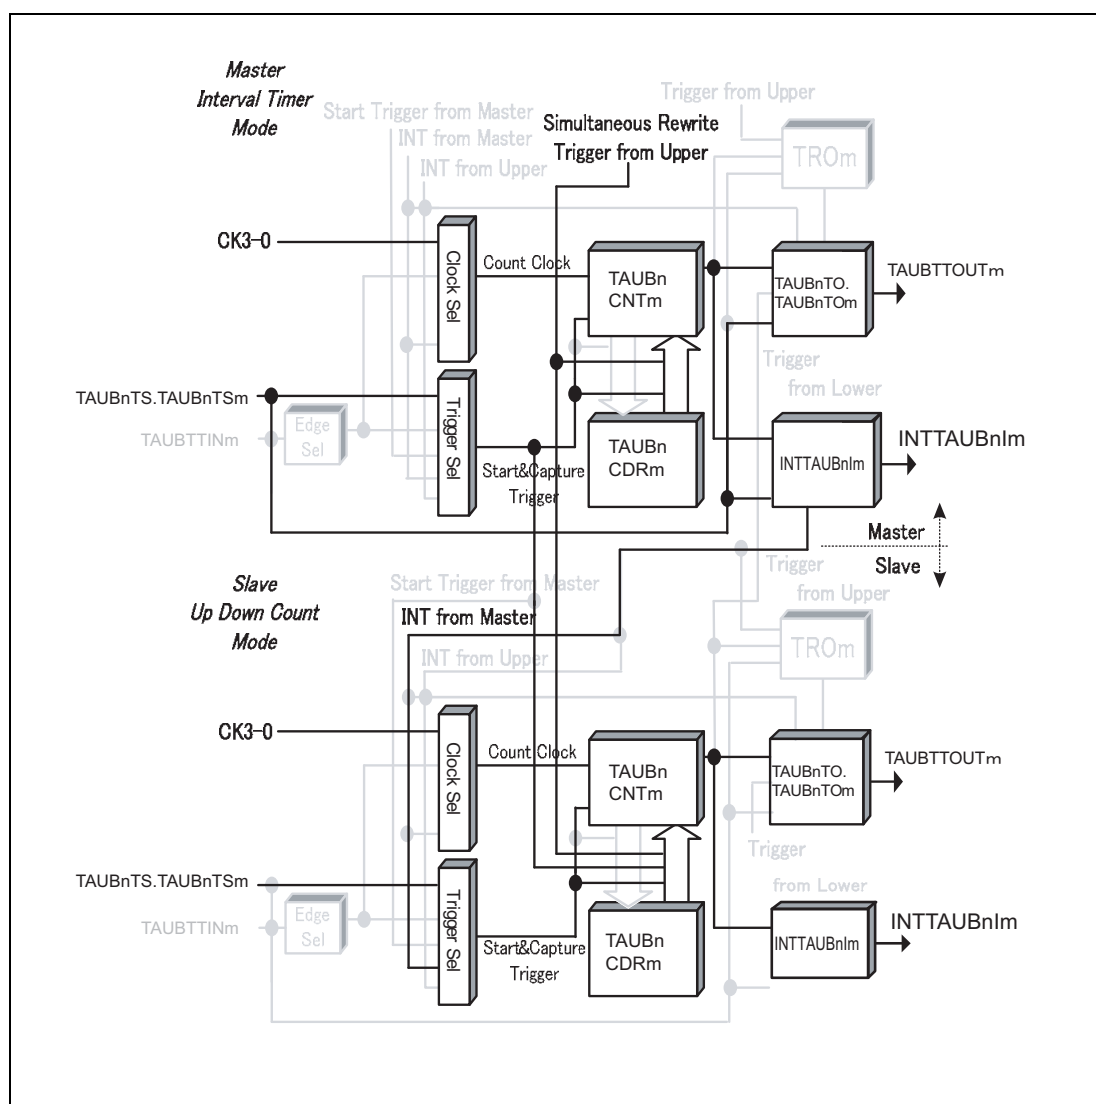 Master
Interval Timer
Mode
Start Trigger from Master
INT from Master
INT from Upper
Simultaneous Rewrite
Trigger from Upper
Trigger from Upper
TROm
CK3-0
Clock Sel
Count Clock
TAUBn
CNTm
TAUBnTO.
TAUBnTOm
TAUBTTOUTm
Trigger
from Lower
TAUBnTS.TAUBnTSm
TAUBTTINm
Edge
Sel
Trigger Sel
Start&Capture
Trigger
TAUBn
CDRm
INTTAUBnIm
INTTAUBnIm
Master
Slave
Slave
Up Down Count
Mode
Start Trigger from Master
INT from Master
INT from Upper
Trigger
from Upper
TROm
CK3-0
Clock Sel
Count Clock
TAUBn
CNTm
TAUBnTO.
TAUBnTOm
TAUBTTOUTm
Trigger
from Lower
TAUBnTS.TAUBnTSm
TAUBTTINm
Edge
Sel
Trigger Sel
Start&Capture
Trigger
TAUBn
CDRm
INTTAUBnIm
INTTAUBnIm